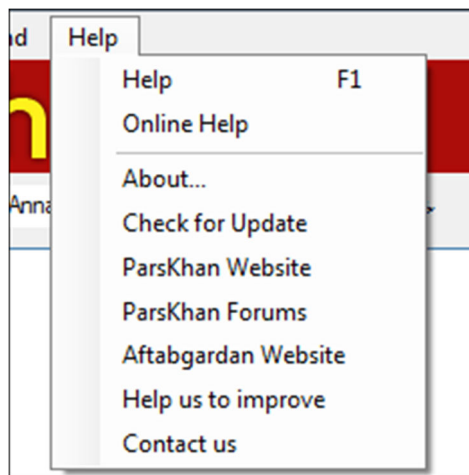 Help
Help F1
Online Help
About...
Check for Update
ParsKhan Website
ParsKhan Forums
Aftabgardan Website
Help us to improve
Contact us